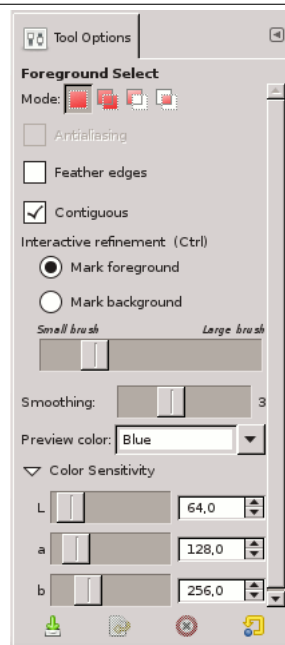 Tool Options
Foreground Select
Mode:
Antialiasing
Feather edges
Contiguous
Interactive refinement (Ctrl)
Mark foreground
Mark background
Small brush Large brush
Smoothing: 3
Preview color: Blue
Color Sensitivity
L 64,0
a 128,0
b 256,0